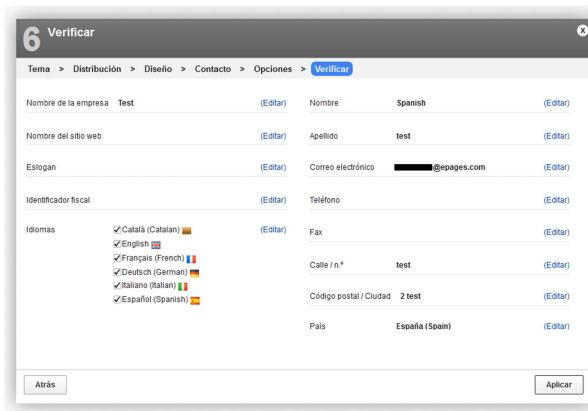 6 Verificar
X
Tema > Distribución > Diseño > Contacto > Opciones > Verificar
Nombre de la empresa Test (Editar)
Nombre del sitio web (Editar)
Eslogan (Editar)
Identificador fiscal (Editar)
Idiomas (Editar)
Català (Catalan)
English
Français (French)
Deutsch (German)
Italiano (Italian)
Español (Spanish)
Nombre Spanish (Editar)
Apellido test (Editar)
Correo electrónico @epages.com (Editar)
Teléfono (Editar)
Fax (Editar)
Calle / n.º test (Editar)
Código postal / Ciudad 2 test (Editar)
País España (Spain) (Editar)
Atrás
Aplicar